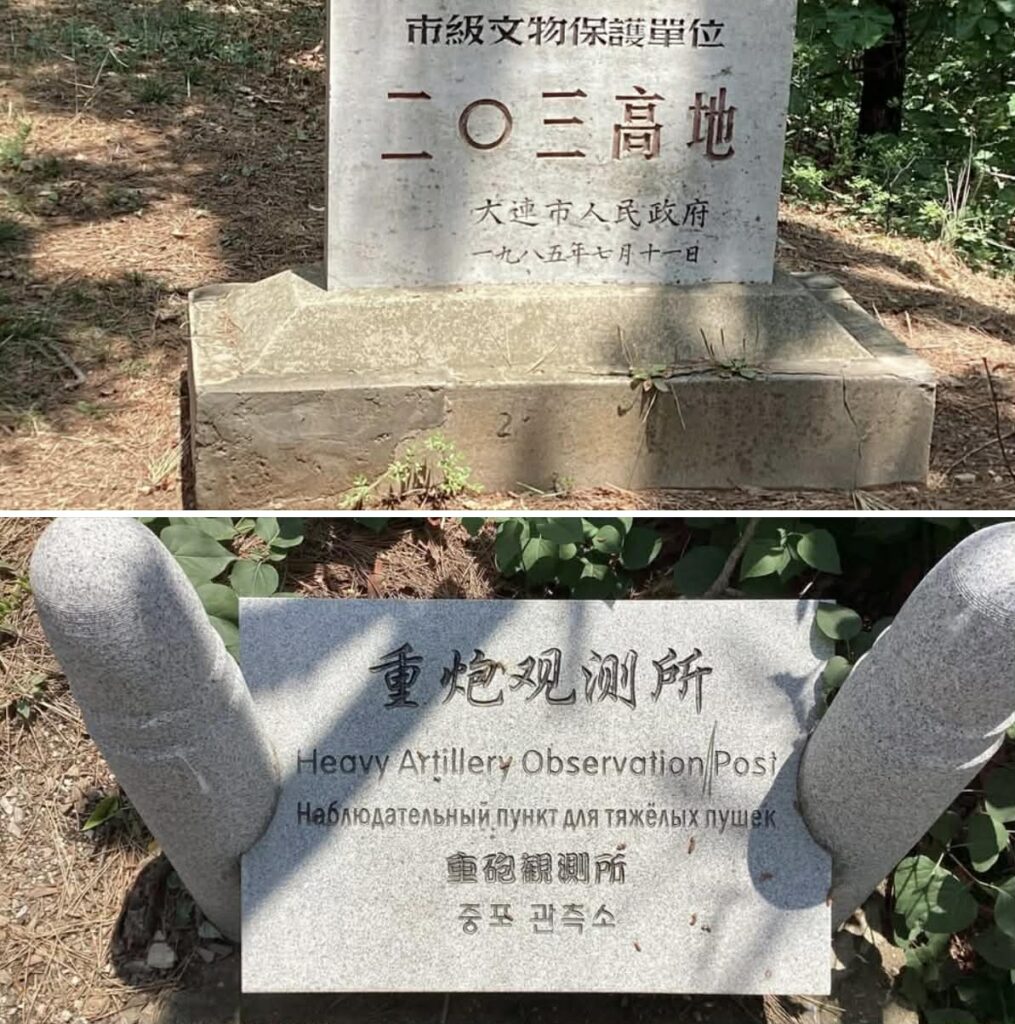 市級文物保護單位
二〇三高地
大連市人民政府
一九八五年七月十一日
2
重炮观测所
Heavy Artillery Observation Post
Наблюдательный пункт для тяжёлых пушек
重砲観測所
중포 관측소